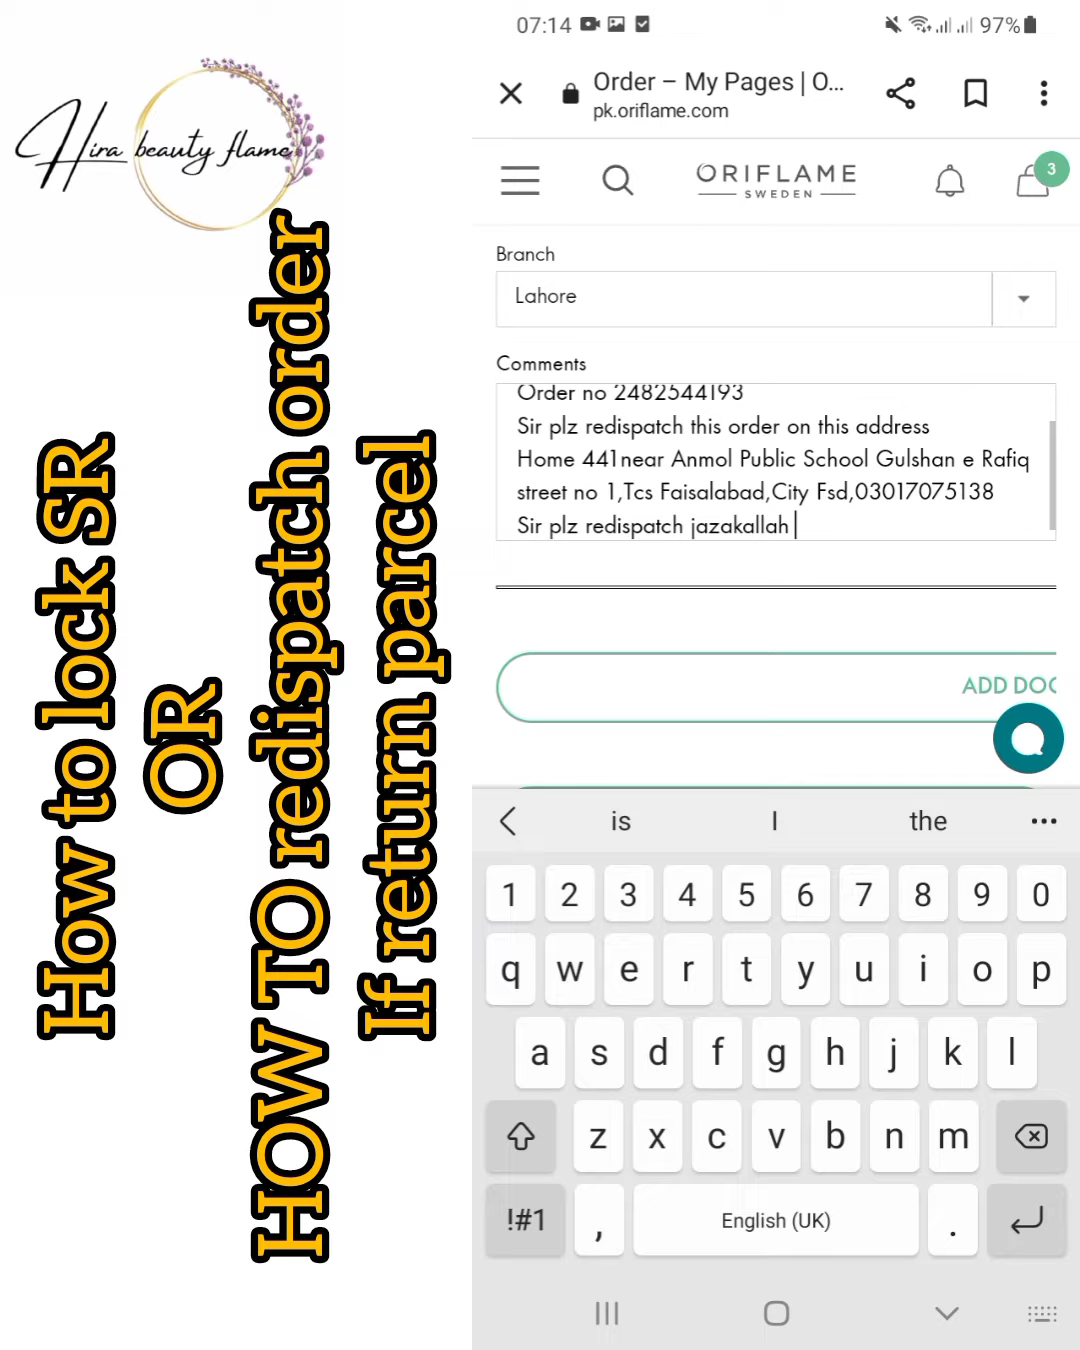 Hira beauty flame
How to lock SR
OR
HOW TO redispatch order
If return parcel
07:14
97%
Order – My Pages | O...
pk.oriflame.com
ORIFLAME
SWEDEN
3
Branch
Lahore
Comments
Order no 2482544193
Sir plz redispatch this order on this address
Home 441near Anmol Public School Gulshan e Rafiq
street no 1,Tcs Faisalabad,City Fsd,03017075138
Sir plz redispatch jazakallah
ADD DOC
is I the
1 2 3 4 5 6 7 8 9 0
q w e r t y u i o p
a s d f g h j k l
z x c v b n m
!#1 , English (UK) .